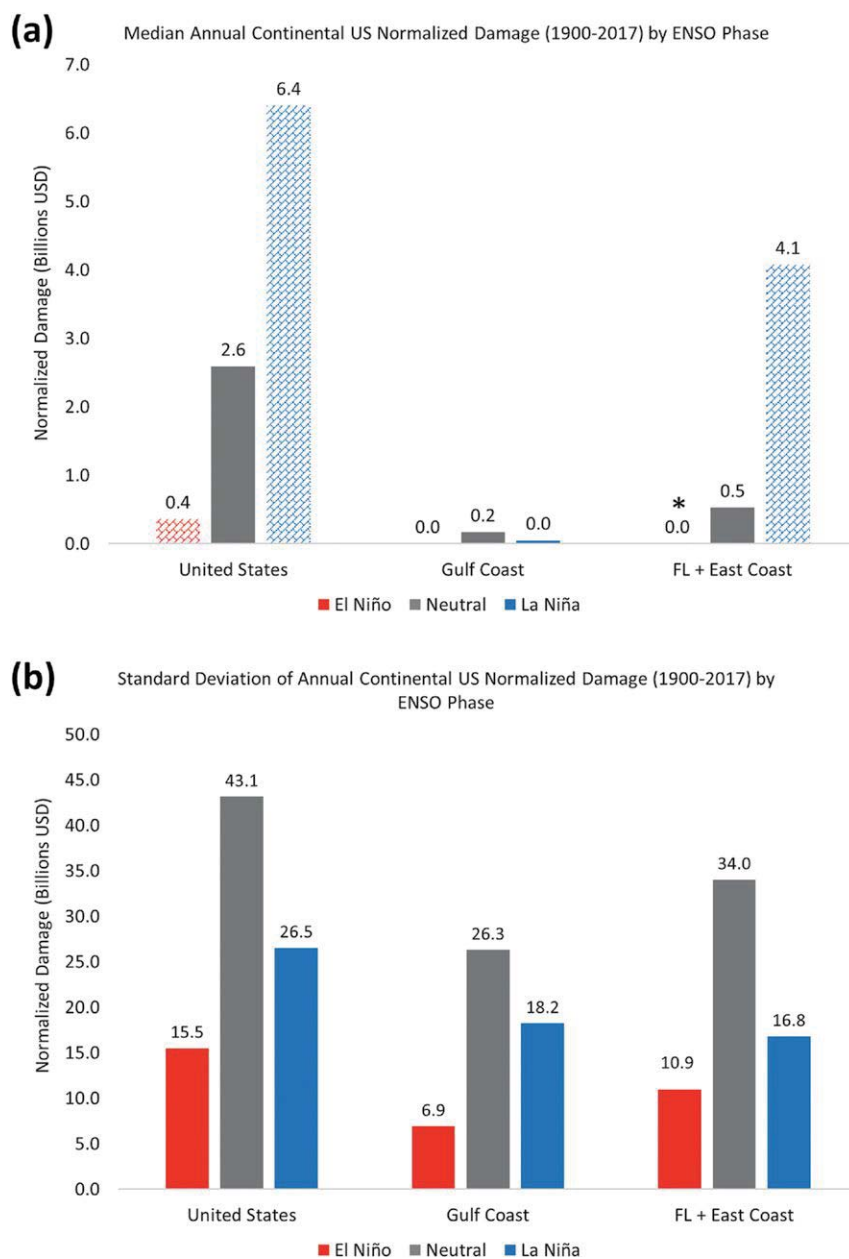 (a)
Median Annual Continental US Normalized Damage (1900-2017) by ENSO Phase
Normalized Damage (Billions USD)
7.0
6.0
5.0
4.0
3.0
2.0
1.0
0.0
0.4
2.6
6.4
0.0
0.2
0.0
*
0.0
0.5
4.1
United States
Gulf Coast
FL + East Coast
El Niño Neutral La Niña
(b)
Standard Deviation of Annual Continental US Normalized Damage (1900-2017) by
ENSO Phase
Normalized Damage (Billions USD)
50.0
45.0
40.0
35.0
30.0
25.0
20.0
15.0
10.0
5.0
0.0
15.5
43.1
26.5
6.9
26.3
18.2
10.9
34.0
16.8
United States
Gulf Coast
FL + East Coast
El Niño Neutral La Niña